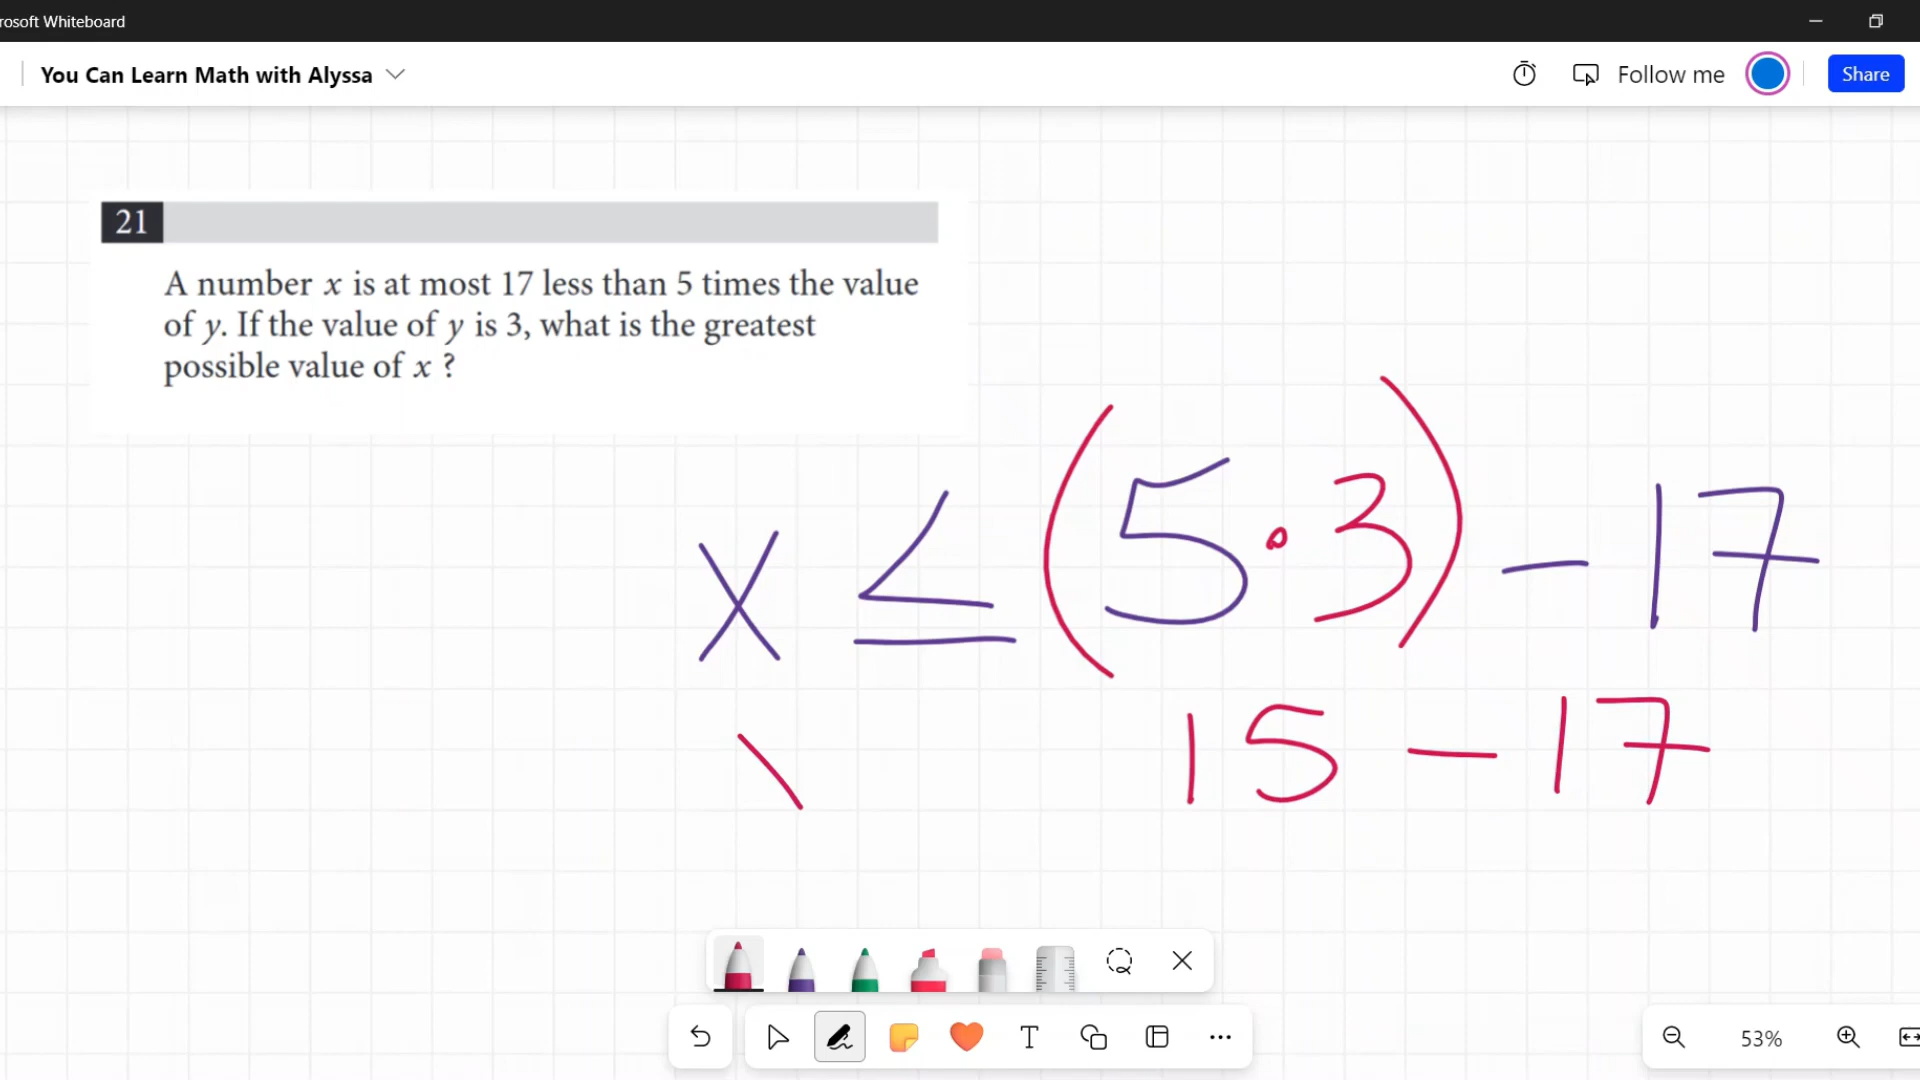 rosoft Whiteboard
You Can Learn Math with Alyssa
Follow me
Share
21
A number x is at most 17 less than 5 times the value
of y. If the value of y is 3, what is the greatest
possible value of x ?
x ≤ (5 • 3) − 17
15 − 17
53%